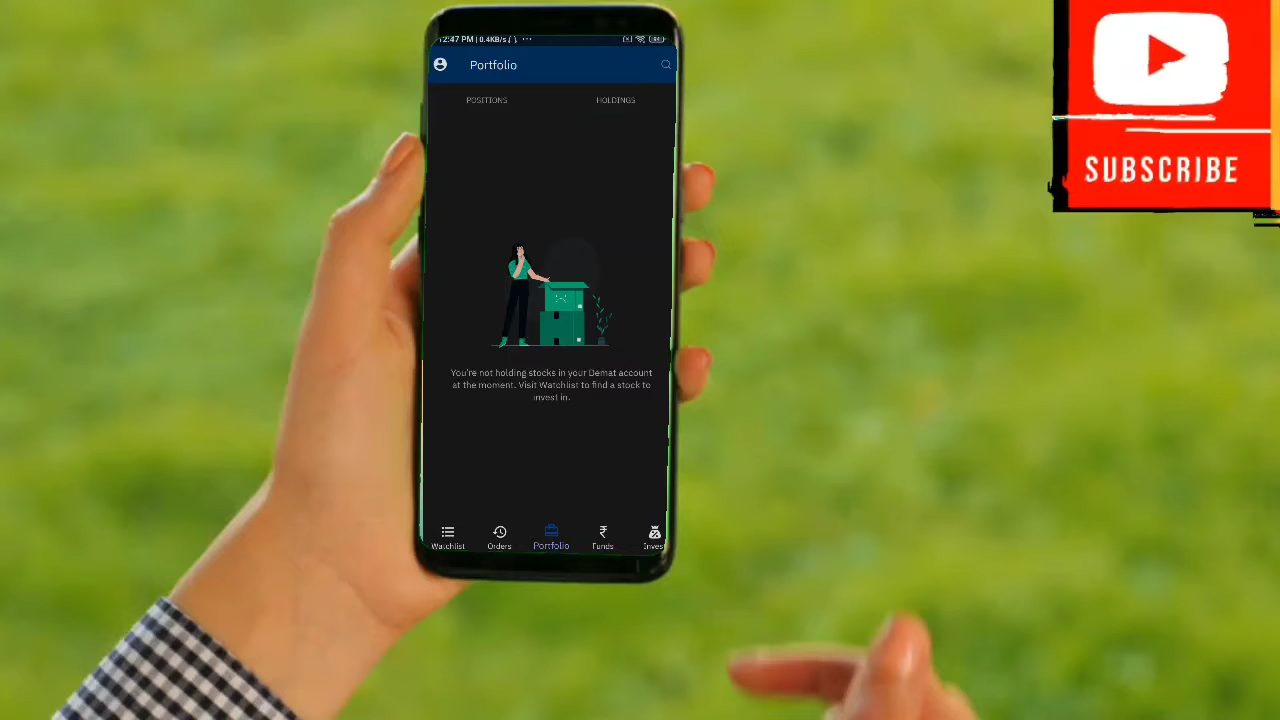 12:47 PM | 0.4KB/s
Portfolio
POSITIONS
HOLDINGS
You're not holding stocks in your Demat account
at the moment. Visit Watchlist to find a stock to
invest in.
Watchlist
Orders
Portfolio
Funds
Invest
SUBSCRIBE